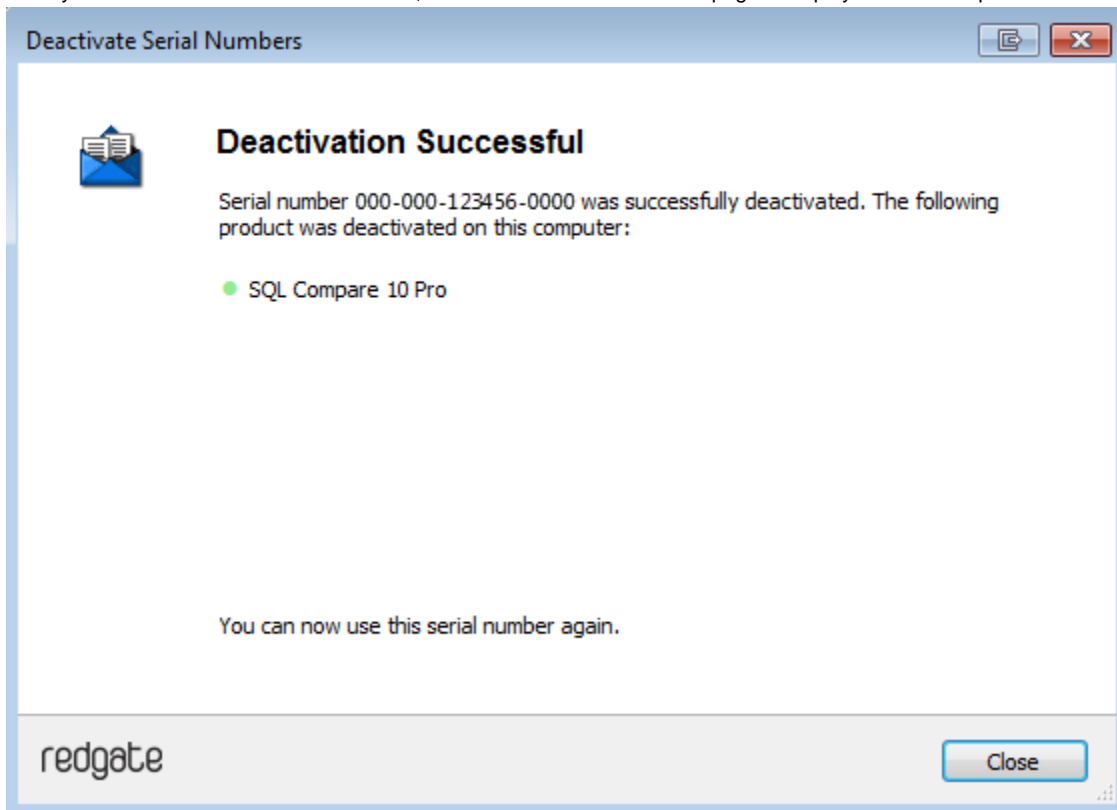 Deactivate Serial Numbers
Deactivation Successful
Serial number 000-000-123456-0000 was successfully deactivated. The following
product was deactivated on this computer:
SQL Compare 10 Pro
You can now use this serial number again.
redgate
Close